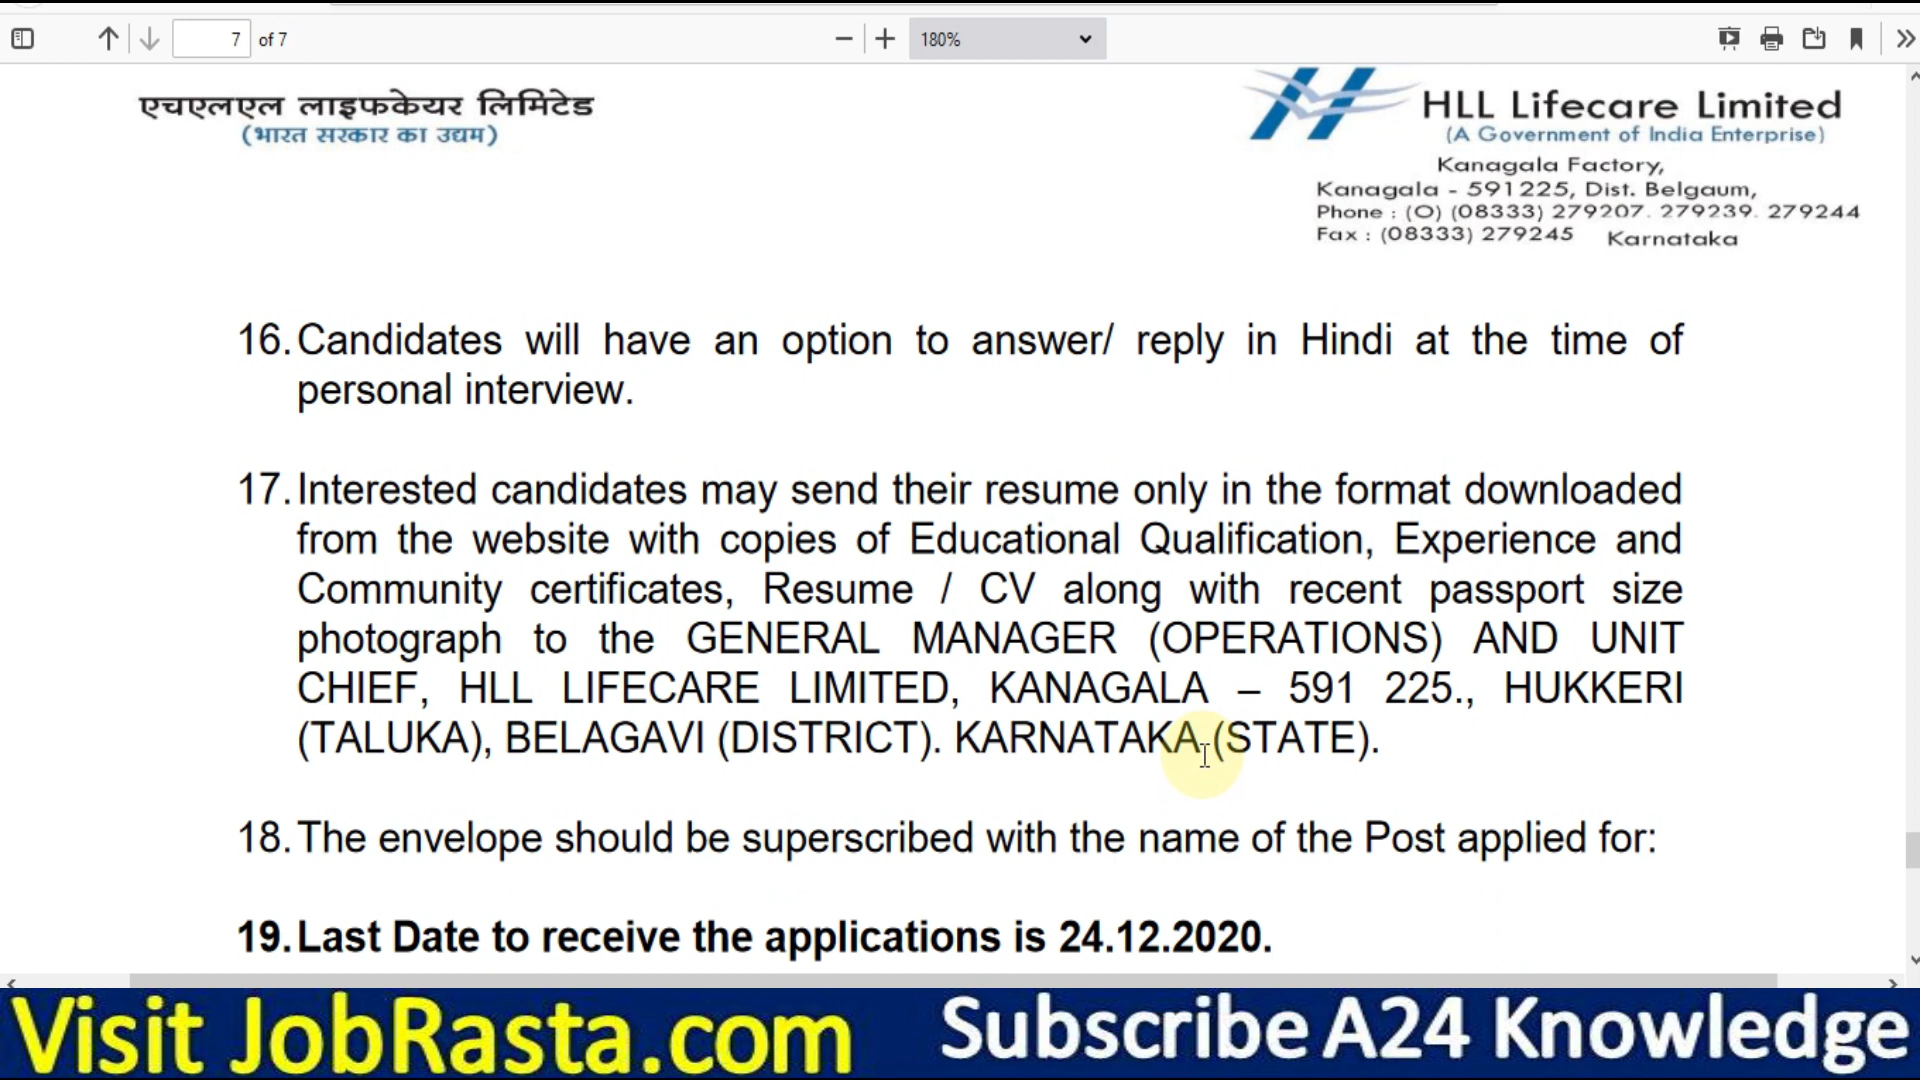 7 of 7
180%
एचएलएल लाइफकेयर लिमिटेड
(भारत सरकार का उद्यम)
HLL Lifecare Limited
(A Government of India Enterprise)
Kanagala Factory,
Kanagala - 591225, Dist. Belgaum,
Phone : (O) (08333) 279207. 279239. 279244
Fax : (08333) 279245 Karnataka
16. Candidates will have an option to answer/ reply in Hindi at the time of
personal interview.
17. Interested candidates may send their resume only in the format downloaded
from the website with copies of Educational Qualification, Experience and
Community certificates, Resume / CV along with recent passport size
photograph to the GENERAL MANAGER (OPERATIONS) AND UNIT
CHIEF, HLL LIFECARE LIMITED, KANAGALA – 591 225., HUKKERI
(TALUKA), BELAGAVI (DISTRICT). KARNATAKA (STATE).
18. The envelope should be superscribed with the name of the Post applied for:
19. Last Date to receive the applications is 24.12.2020.
Visit JobRasta.com Subscribe A24 Knowledge